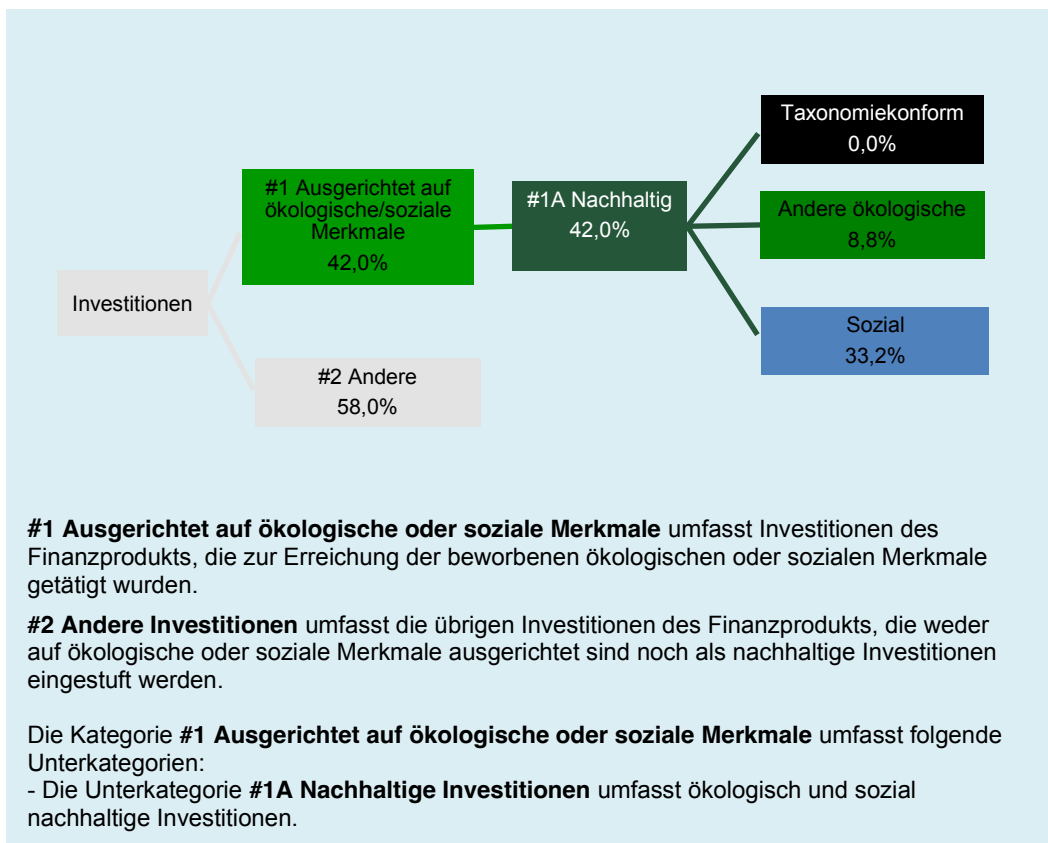 Taxonomiekonform
0,0%
#1 Ausgerichtet auf
ökologische/soziale
Merkmale
42,0%
#1A Nachhaltig
42,0%
Andere ökologische
8,8%
Investitionen
Sozial
33,2%
#2 Andere
58,0%
#1 Ausgerichtet auf ökologische oder soziale Merkmale umfasst Investitionen des
Finanzprodukts, die zur Erreichung der beworbenen ökologischen oder sozialen Merkmale
getätigt wurden.
#2 Andere Investitionen umfasst die übrigen Investitionen des Finanzprodukts, die weder
auf ökologische oder soziale Merkmale ausgerichtet sind noch als nachhaltige Investitionen
eingestuft werden.
Die Kategorie #1 Ausgerichtet auf ökologische oder soziale Merkmale umfasst folgende
Unterkategorien:
- Die Unterkategorie #1A Nachhaltige Investitionen umfasst ökologisch und sozial
nachhaltige Investitionen.